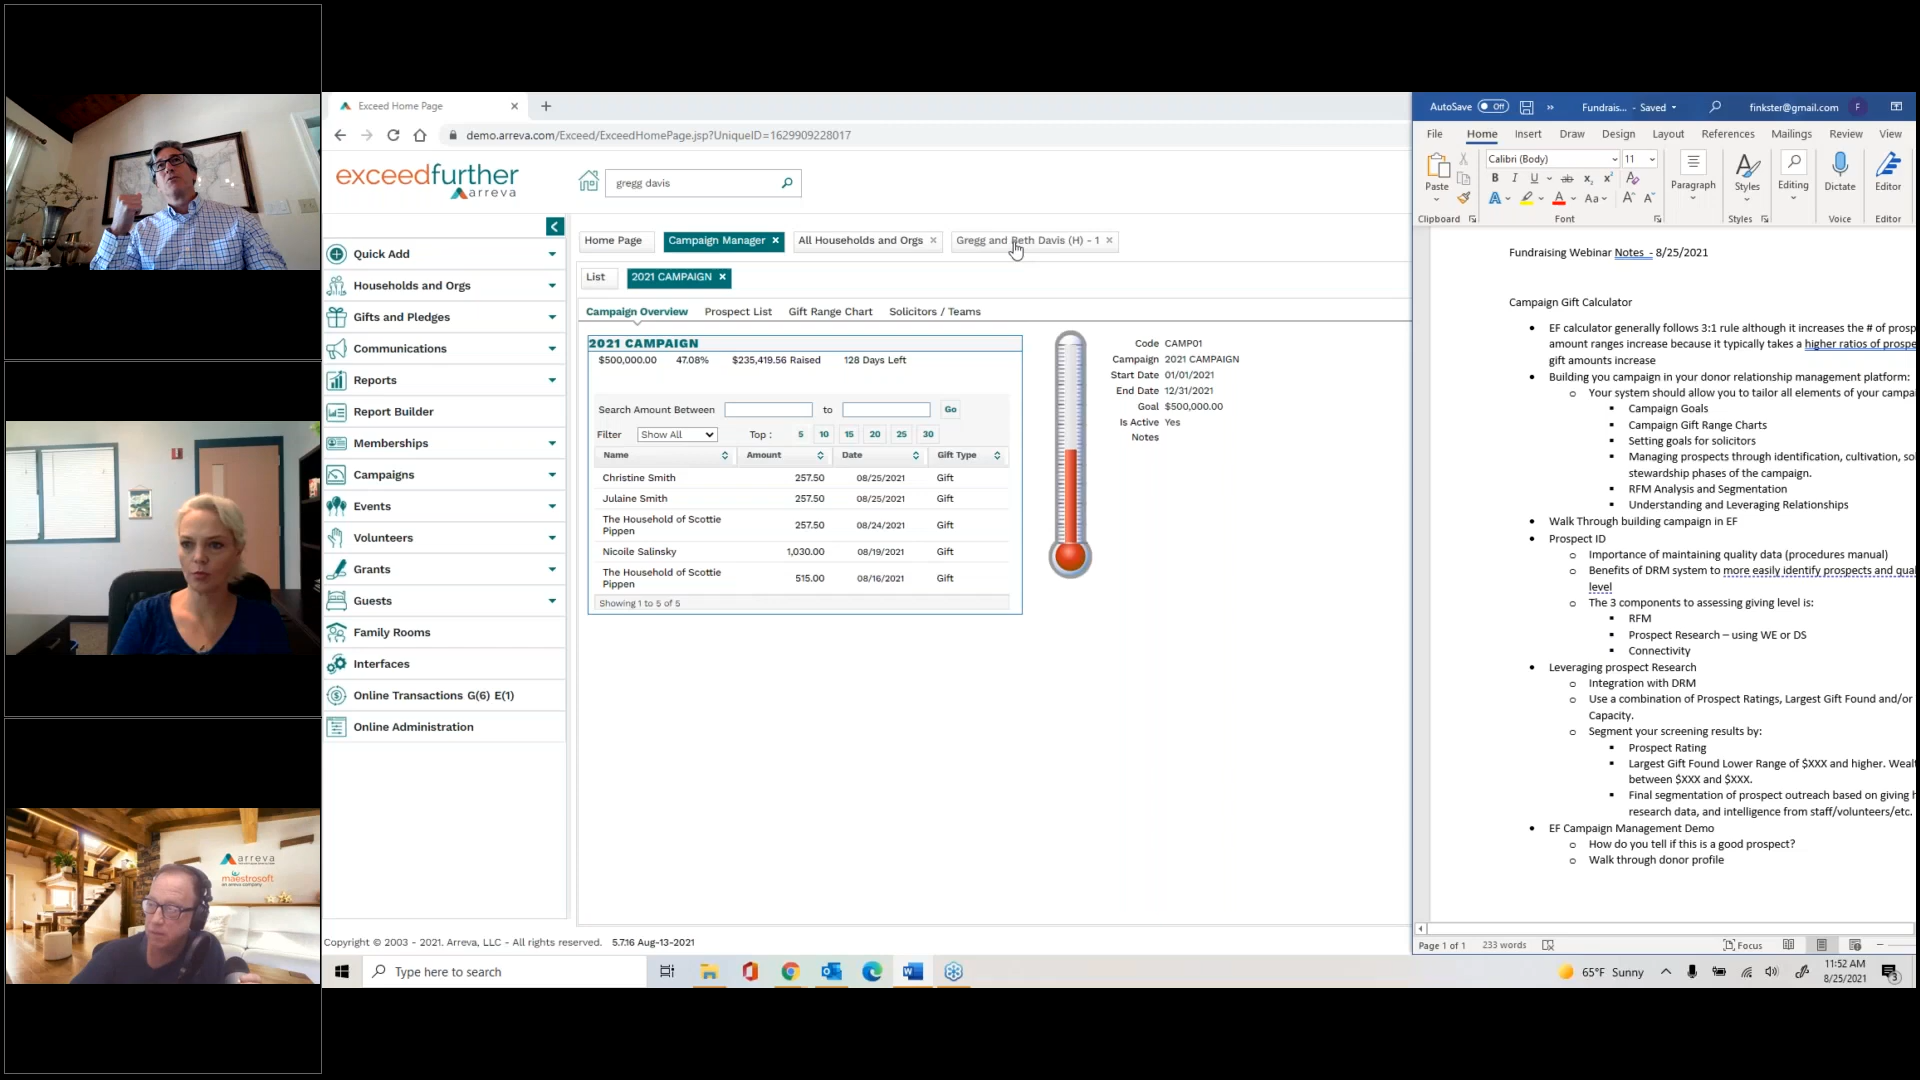 arreva
maestrosoft
an arreva company
Exceed Home Page
demo.arreva.com/Exceed/ExceedHomePage.jsp?UniqueID=1629909228017
exceedfurther
arreva
gregg davis
Quick Add
Households and Orgs
Gifts and Pledges
Communications
Reports
Report Builder
Memberships
Campaigns
Events
Volunteers
Grants
Guests
Family Rooms
Interfaces
Online Transactions G(6) E(1)
Online Administration
Home Page Campaign Manager All Households and Orgs Gregg and Beth Davis (H) - 1
List 2021 CAMPAIGN
Campaign Overview Prospect List Gift Range Chart Solicitors / Teams
2021 CAMPAIGN
$500,000.00 47.08% $235,419.56 Raised 128 Days Left
Search Amount Between to Go
Filter Show All Top : 5 10 15 20 25 30
Name Amount Date Gift Type
Christine Smith 257.50 08/25/2021 Gift
Julaine Smith 257.50 08/25/2021 Gift
The Household of Scottie
Pippen 257.50 08/24/2021 Gift
Nicoile Salinsky 1,030.00 08/19/2021 Gift
The Household of Scottie
Pippen 515.00 08/16/2021 Gift
Showing 1 to 5 of 5
Code CAMP01
Campaign 2021 CAMPAIGN
Start Date 01/01/2021
End Date 12/31/2021
Goal $500,000.00
Is Active Yes
Notes
Copyright © 2003 - 2021. Arreva, LLC - All rights reserved. 5.7.16 Aug-13-2021
AutoSave Off Fundrais... - Saved finkster@gmail.com F
File Home Insert Draw Design Layout References Mailings Review View
Calibri (Body) 11
B I U ab x₂ x²
A A Aa A A
Paste Paragraph Styles Editing Dictate Editor
Clipboard Font Styles Voice Editor
Fundraising Webinar Notes - 8/25/2021
Campaign Gift Calculator
• EF calculator generally follows 3:1 rule although it increases the # of prosp
amount ranges increase because it typically takes a higher ratios of prospe
gift amounts increase
• Building you campaign in your donor relationship management platform:
o Your system should allow you to tailor all elements of your campa
▪ Campaign Goals
▪ Campaign Gift Range Charts
▪ Setting goals for solicitors
▪ Managing prospects through identification, cultivation, so
stewardship phases of the campaign.
▪ RFM Analysis and Segmentation
▪ Understanding and Leveraging Relationships
• Walk Through building campaign in EF
• Prospect ID
o Importance of maintaining quality data (procedures manual)
o Benefits of DRM system to more easily identify prospects and qual
level
o The 3 components to assessing giving level is:
▪ RFM
▪ Prospect Research – using WE or DS
▪ Connectivity
• Leveraging prospect Research
o Integration with DRM
o Use a combination of Prospect Ratings, Largest Gift Found and/or
Capacity.
o Segment your screening results by:
▪ Prospect Rating
▪ Largest Gift Found Lower Range of $XXX and higher. Wealt
between $XXX and $XXX.
▪ Final segmentation of prospect outreach based on giving h
research data, and intelligence from staff/volunteers/etc.
• EF Campaign Management Demo
o How do you tell if this is a good prospect?
o Walk through donor profile
Page 1 of 1 233 words Focus
Type here to search
65°F Sunny
11:52 AM
8/25/2021
3